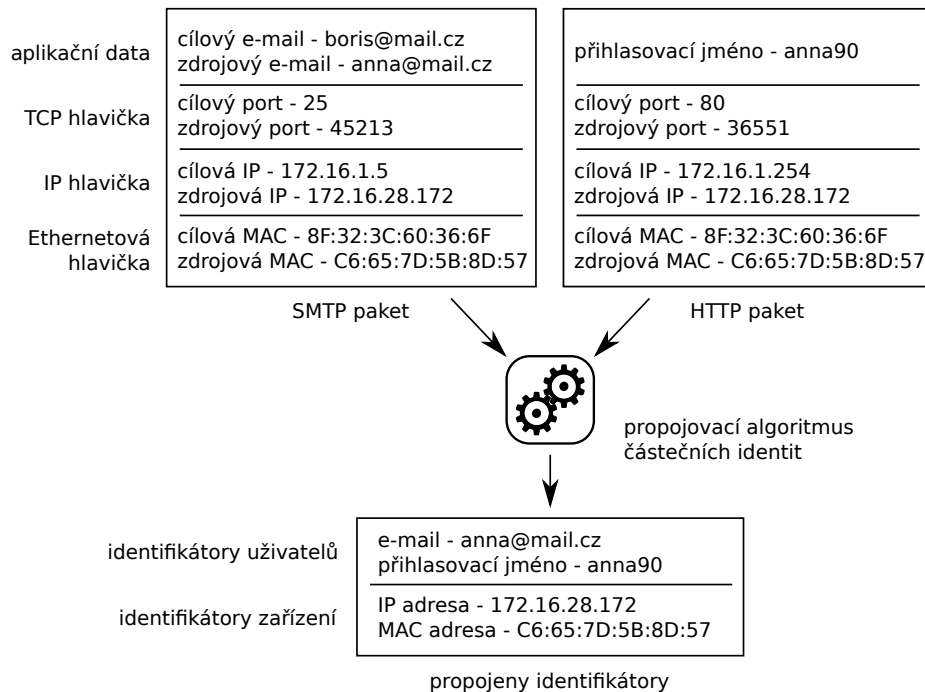 aplikační data
cílový e-mail - boris@mail.cz
zdrojový e-mail - anna@mail.cz
TCP hlavička
cílový port - 25
zdrojový port - 45213
IP hlavička
cílová IP - 172.16.1.5
zdrojová IP - 172.16.28.172
Ethernetová
hlavička
cílová MAC - 8F:32:3C:60:36:6F
zdrojová MAC - C6:65:7D:5B:8D:57
SMTP paket
přihlasovací jméno - anna90
cílový port - 80
zdrojový port - 36551
cílová IP - 172.16.1.254
zdrojová IP - 172.16.28.172
cílová MAC - 8F:32:3C:60:36:6F
zdrojová MAC - C6:65:7D:5B:8D:57
HTTP paket
propojovací algoritmus
částečních identit
identifikátory uživatelů
e-mail - anna@mail.cz
přihlasovací jméno - anna90
identifikátory zařízení
IP adresa - 172.16.28.172
MAC adresa - C6:65:7D:5B:8D:57
propojeny identifikátory